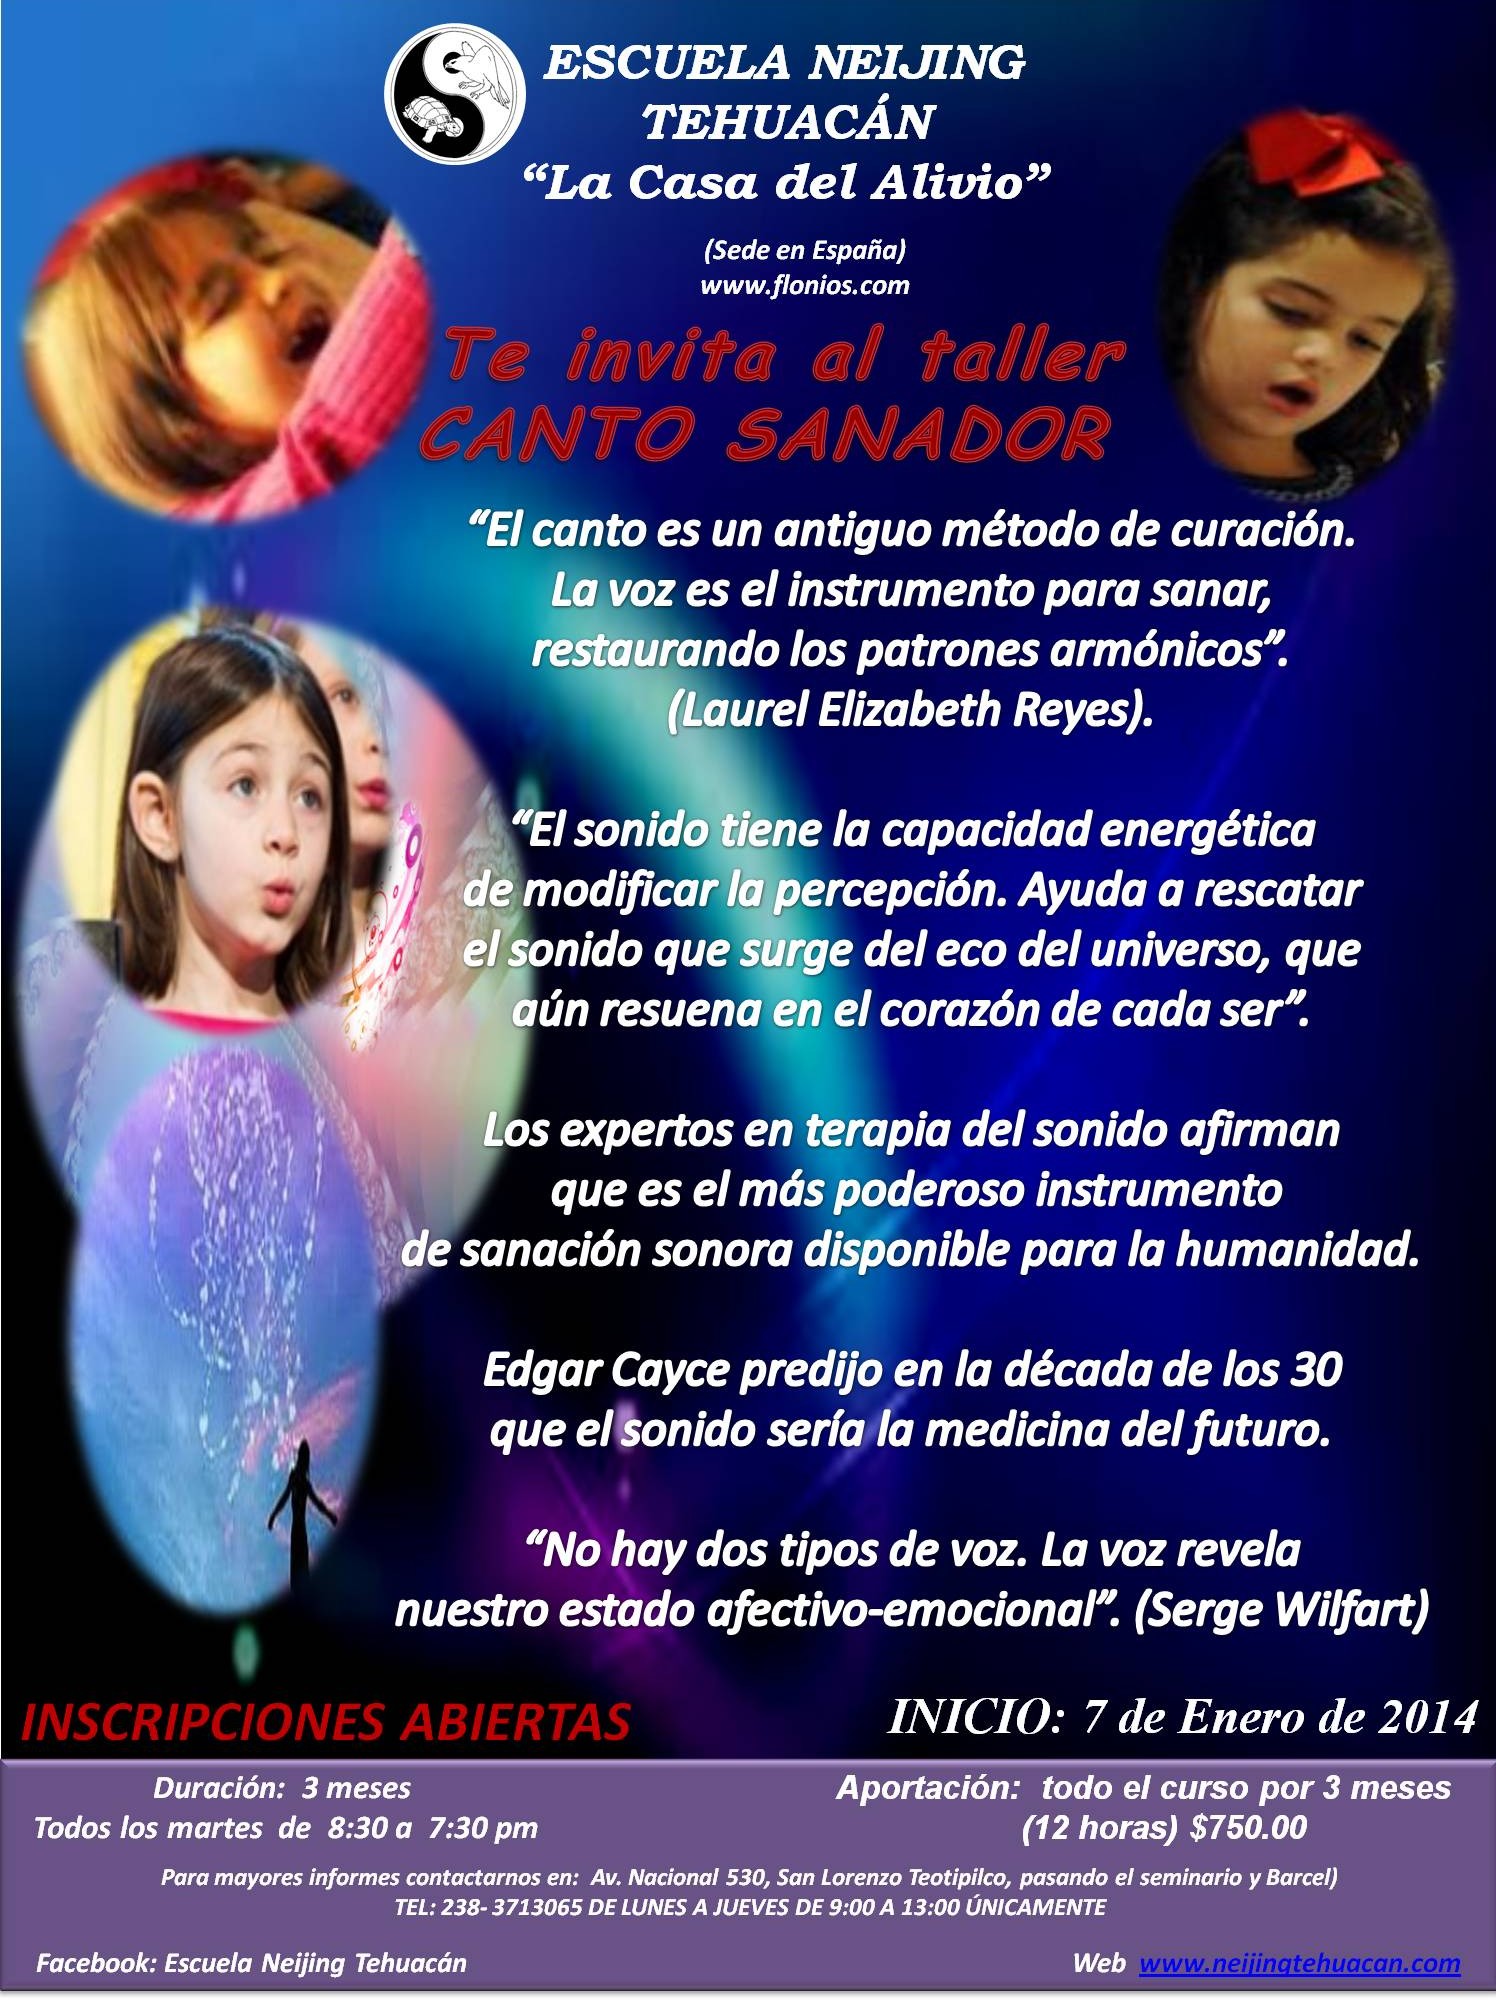 ESCUELA NEIJING
TEHUACÁN
“La Casa del Alivio”
(Sede en España)
www.flonios.com
Te invita al taller
CANTO SANADOR
“El canto es un antiguo método de curación.
La voz es el instrumento para sanar,
restaurando los patrones armónicos”.
(Laurel Elizabeth Reyes).
“El sonido tiene la capacidad energética
de modificar la percepción. Ayuda a rescatar
el sonido que surge del eco del universo, que
aún resuena en el corazón de cada ser”.
Los expertos en terapia del sonido afirman
que es el más poderoso instrumento
de sanación sonora disponible para la humanidad.
Edgar Cayce predijo en la década de los 30
que el sonido sería la medicina del futuro.
“No hay dos tipos de voz. La voz revela
nuestro estado afectivo-emocional”. (Serge Wilfart)
INSCRIPCIONES ABIERTAS
INICIO: 7 de Enero de 2014
Duración: 3 meses
Todos los martes de 8:30 a 7:30 pm
Aportación: todo el curso por 3 meses
(12 horas) $750.00
Para mayores informes contactarnos en: Av. Nacional 530, San Lorenzo Teotipilco, pasando el seminario y Barcel)
TEL: 238- 3713065 DE LUNES A JUEVES DE 9:00 A 13:00 ÚNICAMENTE
Facebook: Escuela Neijing Tehuacán
Web www.neijingtehuacan.com